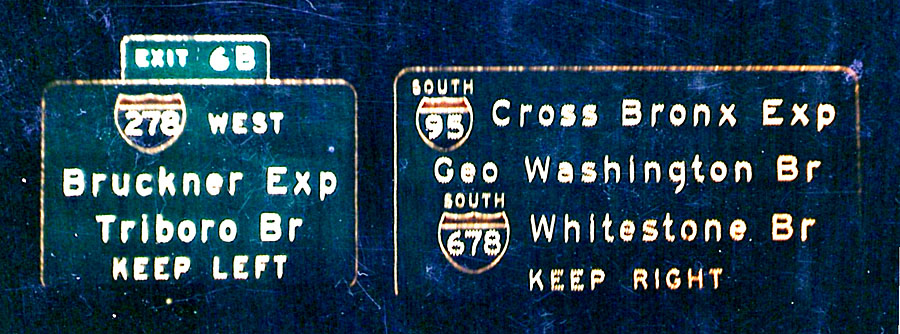 EXIT 6B
278 WEST
Bruckner Exp
Triboro Br
KEEP LEFT
SOUTH
95 Cross Bronx Exp
Geo Washington Br
SOUTH
678 Whitestone Br
KEEP RIGHT